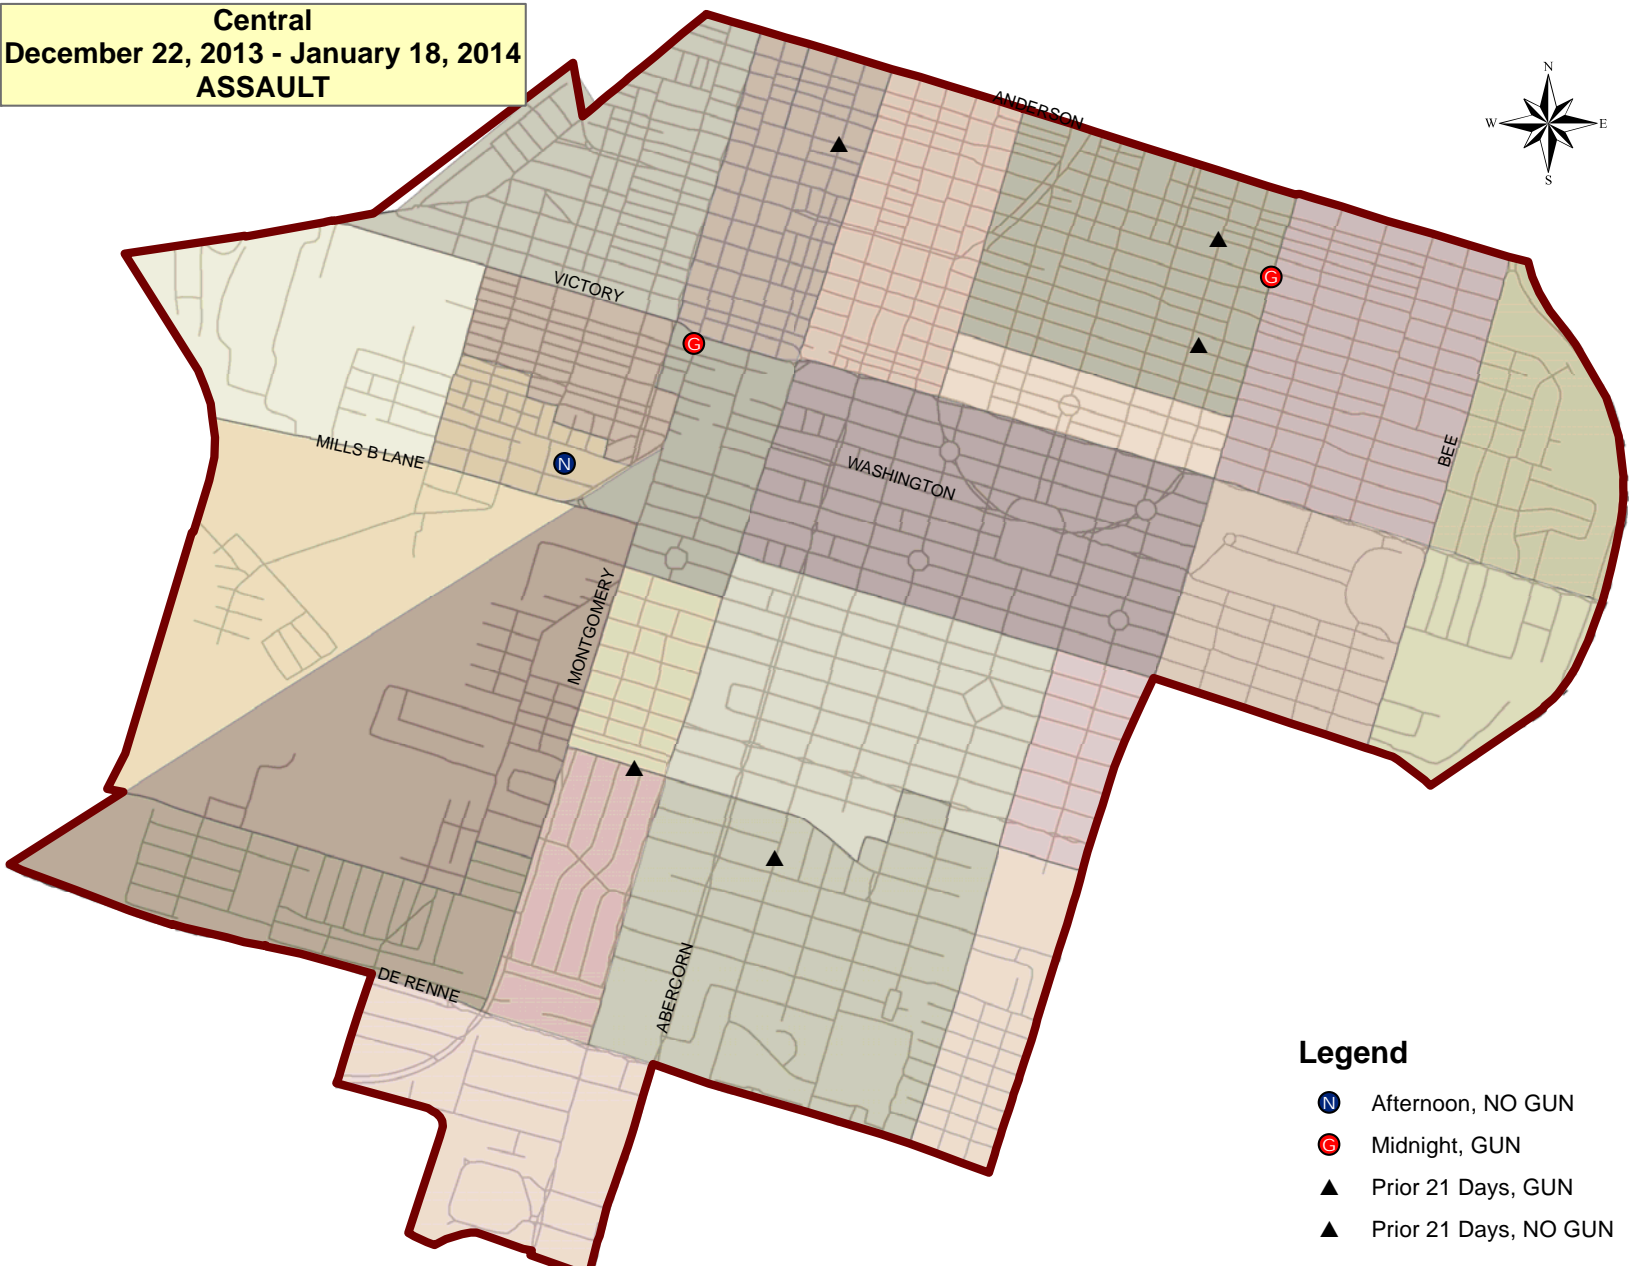 Central
December 22, 2013 - January 18, 2014
ASSAULT
N
W E
S
ANDERSON
VICTORY
G
G
MILLS B LANE
N
WASHINGTON
BEE
MONTGOMERY
DE RENNE
ABERCORN
Legend
N Afternoon, NO GUN
G Midnight, GUN
Prior 21 Days, GUN
Prior 21 Days, NO GUN